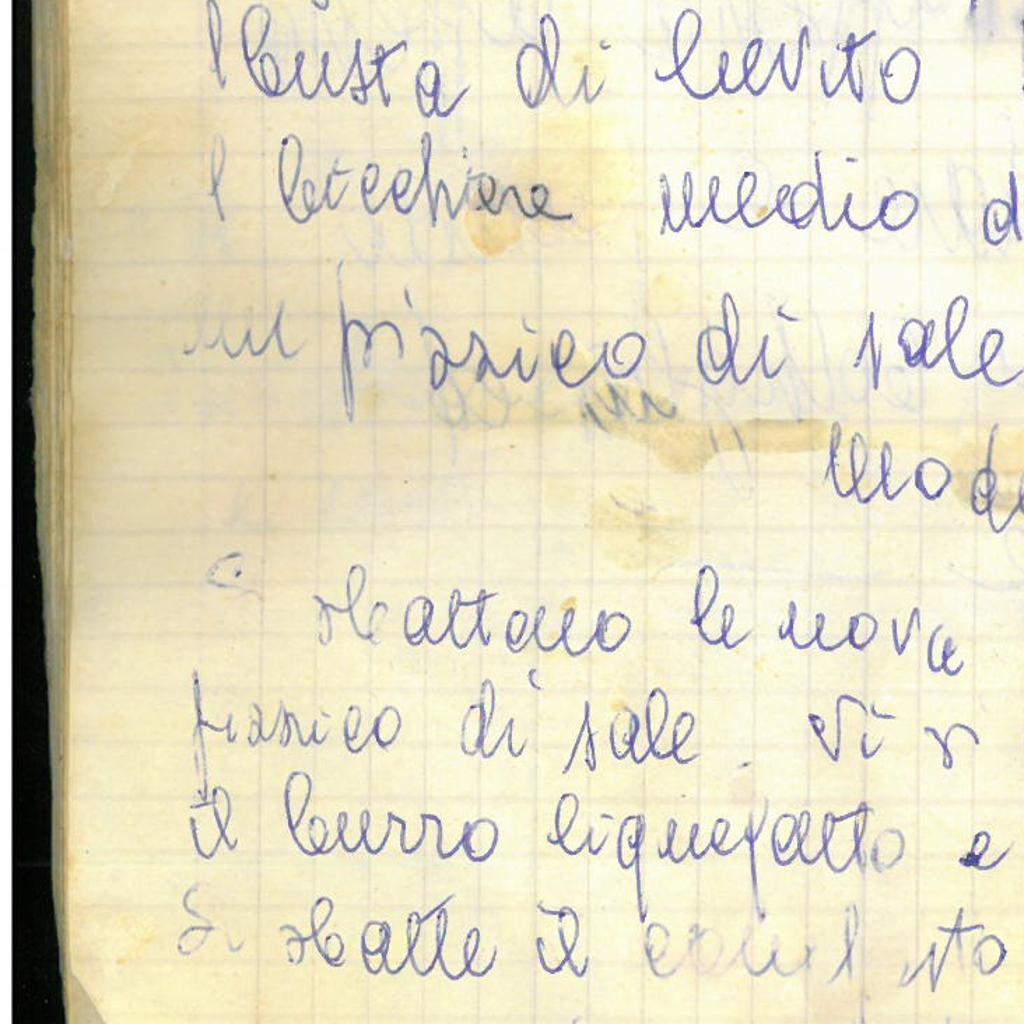 1 busta di lievito
1 bicchiere medio d
un pizzico di sale
Mod
Si sbattono le uova
pizzico di sale. Vi si
il burro liquefatto e
Si sbatte il